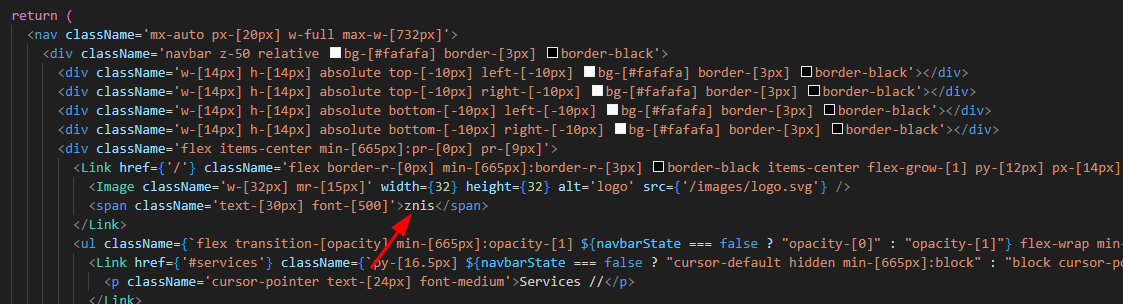 return (
<nav className='mx-auto px-[20px] w-full max-w-[732px]'>
<div className='navbar z-50 relative bg-[#fafafa] border-[3px] border-black'>
<div className='w-[14px] h-[14px] absolute top-[-10px] left-[-10px] bg-[#fafafa] border-[3px] border-black'></div>
<div className='w-[14px] h-[14px] absolute top-[-10px] right-[-10px] bg-[#fafafa] border-[3px] border-black'></div>
<div className='w-[14px] h-[14px] absolute bottom-[-10px] left-[-10px] bg-[#fafafa] border-[3px] border-black'></div>
<div className='w-[14px] h-[14px] absolute bottom-[-10px] right-[-10px] bg-[#fafafa] border-[3px] border-black'></div>
<div className='flex items-center min-[665px]:pr-[0px] pr-[9px]'>
<Link href={'/'} className='flex border-r-[0px] min-[665px]:border-r-[3px] border-black items-center flex-grow-[1] py-[12px] px-[14px]
<Image className='w-[32px] mr-[15px]' width={32} height={32} alt='logo' src={'/images/logo.svg'} />
<span className='text-[30px] font-[500]'>znis</span>
</Link>
<ul className={`flex transition-[opacity] min-[665px]:opacity-[1] ${navbarState === false ? "opacity-[0]" : "opacity-[1]"} flex-wrap min-
<Link href={'#services'} className={`py-[16.5px] ${navbarState === false ? "cursor-default hidden min-[665px]:block" : "block cursor-po
<p className='cursor-pointer text-[24px] font-medium'>Services //</p>
</Link>